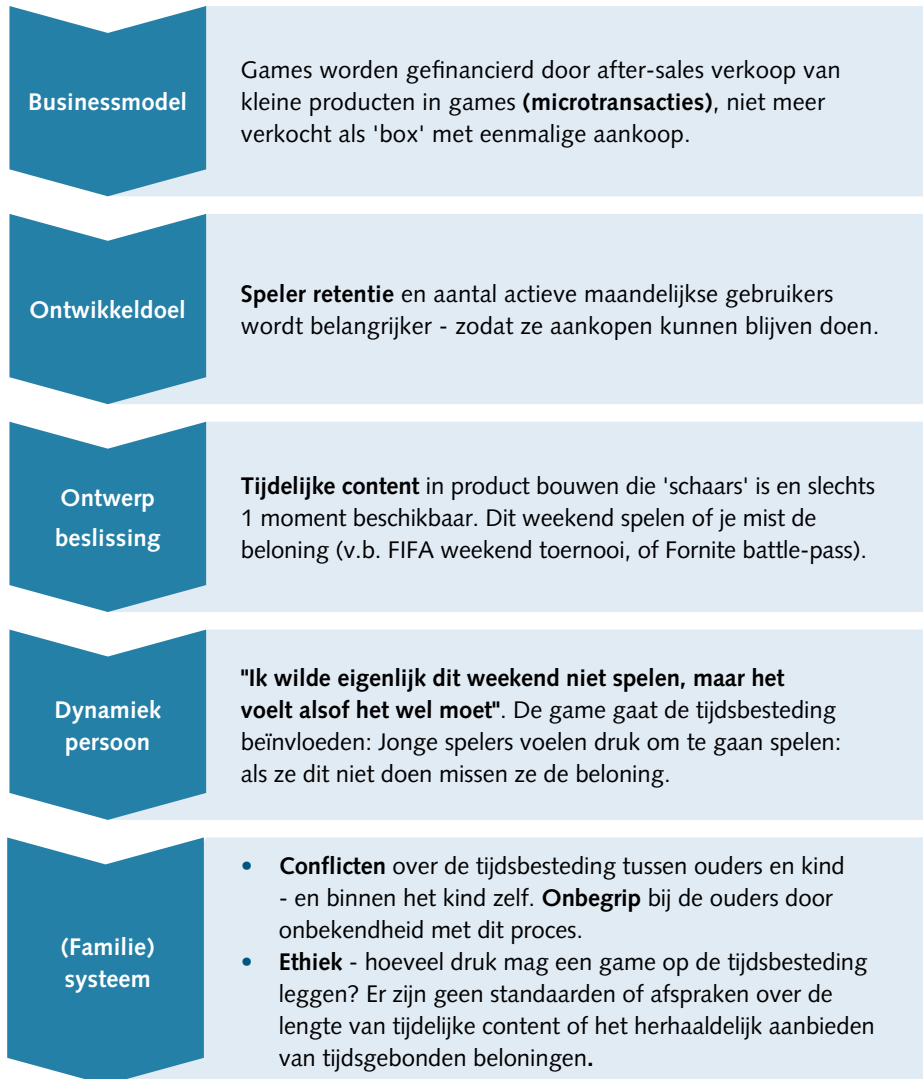 Businessmodel
Games worden gefinancierd door after-sales verkoop van
kleine producten in games (microtransacties), niet meer
verkocht als 'box' met eenmalige aankoop.
Ontwikkeldoel
Speler retentie en aantal actieve maandelijkse gebruikers
wordt belangrijker - zodat ze aankopen kunnen blijven doen.
Ontwerp
beslissing
Tijdelijke content in product bouwen die 'schaars' is en slechts
1 moment beschikbaar. Dit weekend spelen of je mist de
beloning (v.b. FIFA weekend toernooi, of Fornite battle-pass).
Dynamiek
persoon
"Ik wilde eigenlijk dit weekend niet spelen, maar het
voelt alsof het wel moet". De game gaat de tijdsbesteding
beïnvloeden: Jonge spelers voelen druk om te gaan spelen:
als ze dit niet doen missen ze de beloning.
(Familie)
systeem
• Conflicten over de tijdsbesteding tussen ouders en kind
- en binnen het kind zelf. Onbegrip bij de ouders door
onbekendheid met dit proces.
• Ethiek - hoeveel druk mag een game op de tijdsbesteding
leggen? Er zijn geen standaarden of afspraken over de
lengte van tijdelijke content of het herhaaldelijk aanbieden
van tijdsgebonden beloningen.